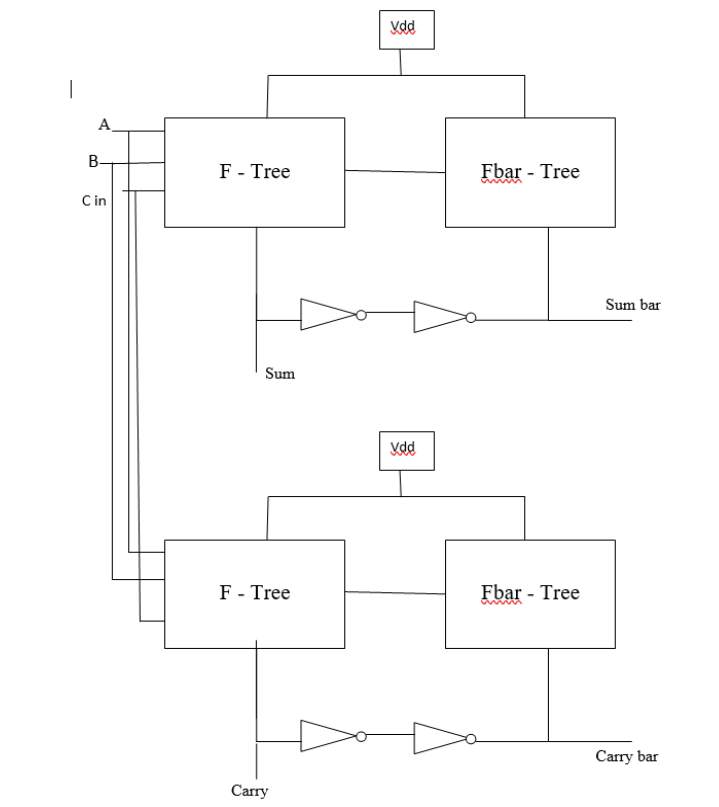 Vdd
A
B
C in
F - Tree
Fbar - Tree
Sum bar
Sum
Vdd
F - Tree
Fbar - Tree
Carry bar
Carry